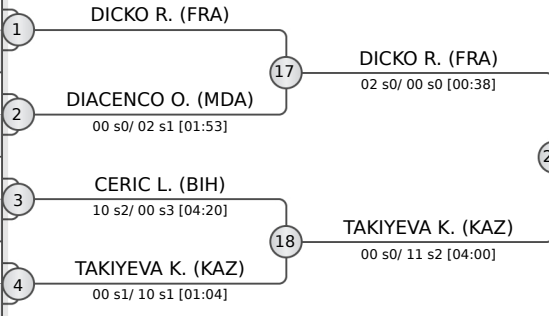 DICKO R. (FRA)
1
17
DICKO R. (FRA)
02 s0/ 00 s0 [00:38]
DIACENCO O. (MDA)
2
00 s0/ 02 s1 [01:53]
CERIC L. (BIH)
3
10 s2/ 00 s3 [04:20]
18
TAKIYEVA K. (KAZ)
00 s0/ 11 s2 [04:00]
TAKIYEVA K. (KAZ)
4
00 s1/ 10 s1 [01:04]